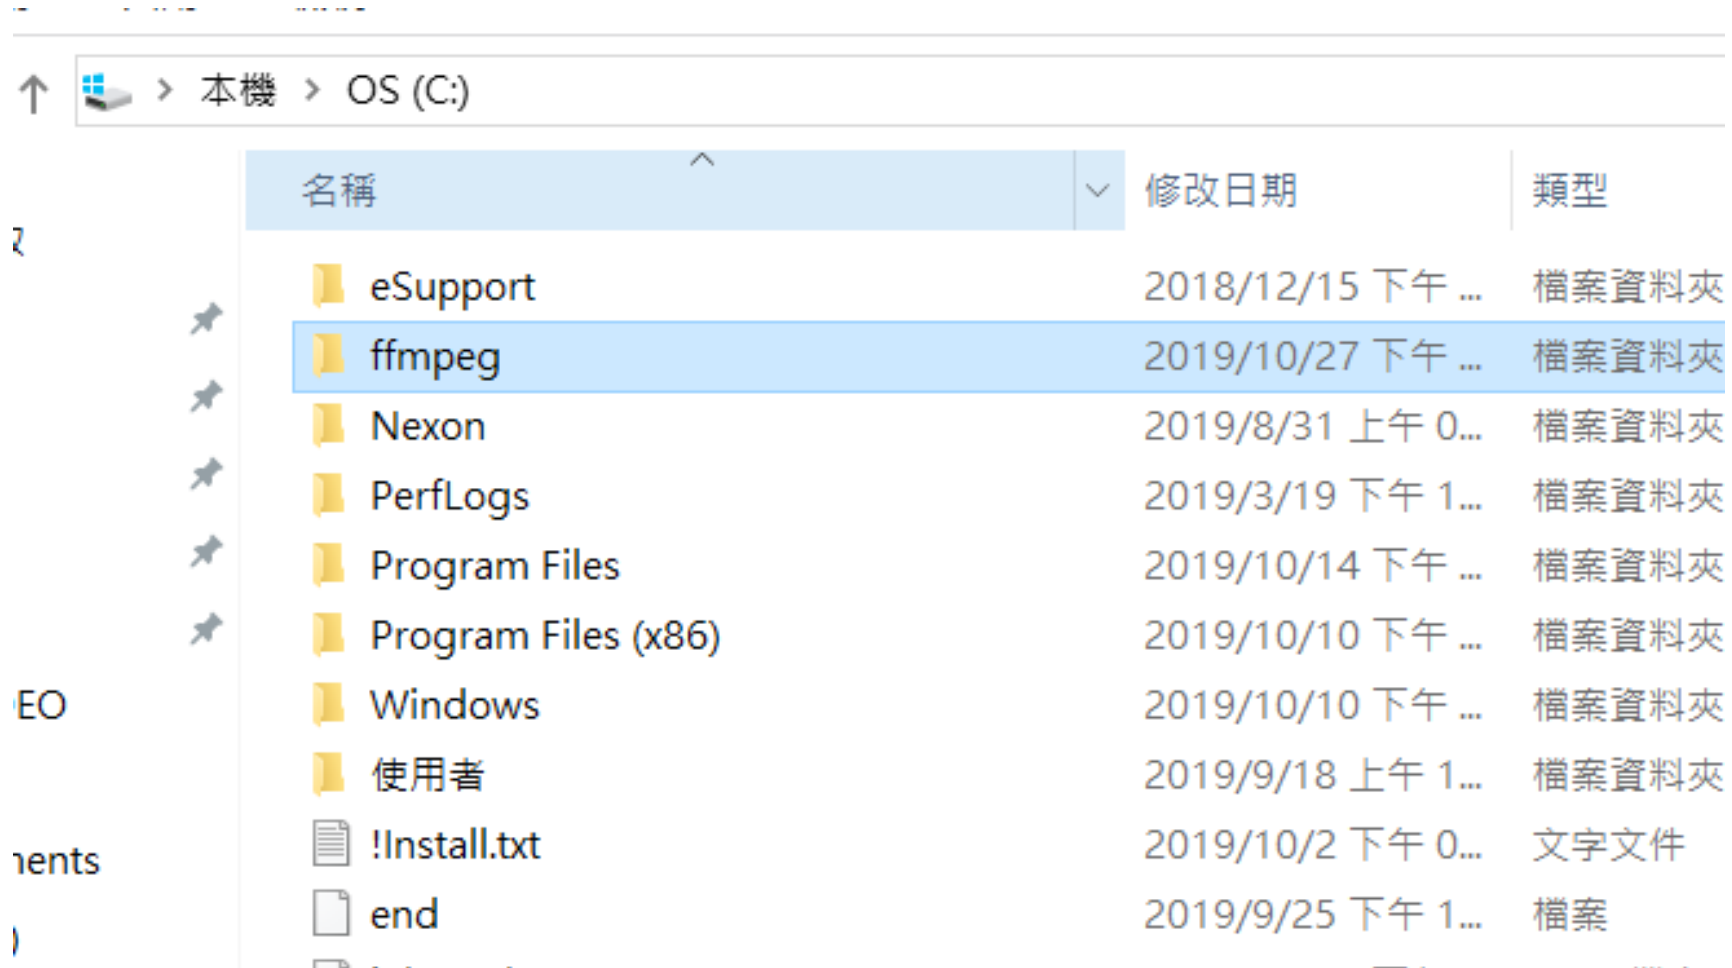 本機 > OS (C:)
名稱 修改日期 類型
eSupport 2018/12/15 下午 ... 檔案資料夾
ffmpeg 2019/10/27 下午 ... 檔案資料夾
Nexon 2019/8/31 上午 0... 檔案資料夾
PerfLogs 2019/3/19 下午 1... 檔案資料夾
Program Files 2019/10/14 下午 ... 檔案資料夾
Program Files (x86) 2019/10/10 下午 ... 檔案資料夾
EO
Windows 2019/10/10 下午 ... 檔案資料夾
使用者 2019/9/18 上午 1... 檔案資料夾
!Install.txt 2019/10/2 下午 0... 文字文件
ments
end 2019/9/25 下午 1... 檔案